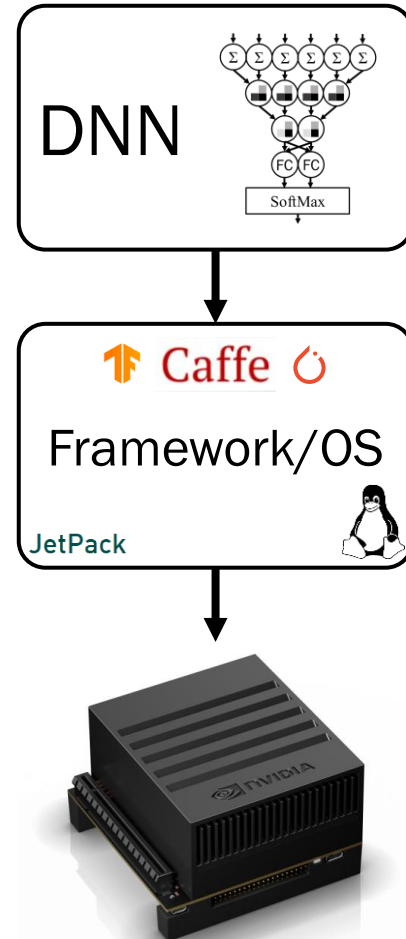 Σ Σ Σ Σ Σ Σ
DNN
FC FC
SoftMax
Caffe
Framework/OS
JetPack
NVIDIA